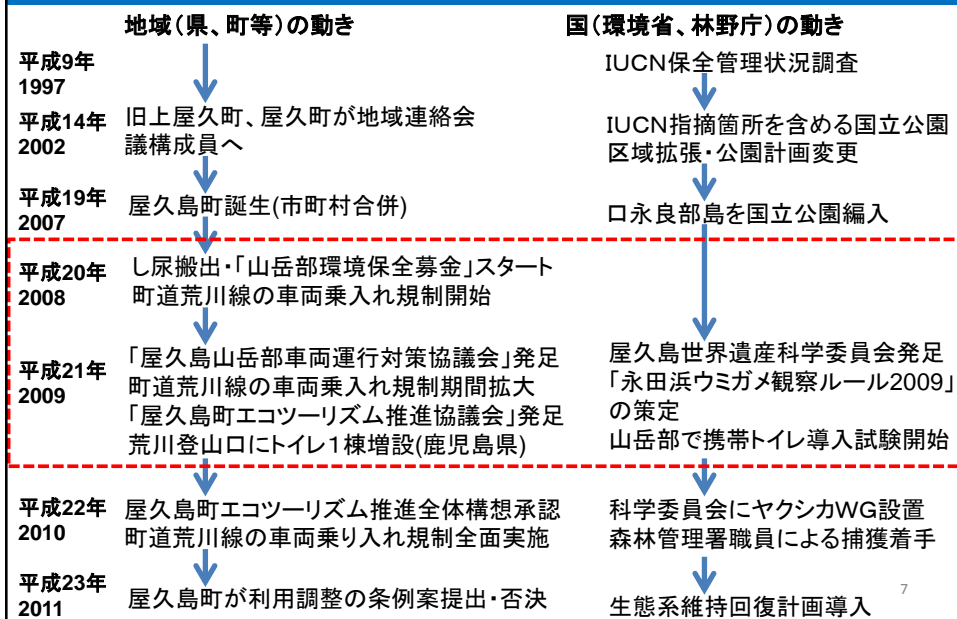 地域(県、町等)の動き
国(環境省、林野庁)の動き
平成9年
1997
IUCN保全管理状況調査
平成14年
2002
旧上屋久町、屋久町が地域連絡会
議構成員へ
IUCN指摘箇所を含める国立公園
区域拡張・公園計画変更
平成19年
2007
屋久島町誕生(市町村合併)
口永良部島を国立公園編入
平成20年
2008
し尿搬出・「山岳部環境保全募金」スタート
町道荒川線の車両乗入れ規制開始
平成21年
2009
「屋久島山岳部車両運行対策協議会」発足
町道荒川線の車両乗入れ規制期間拡大
「屋久島町エコツーリズム推進協議会」発足
荒川登山口にトイレ1棟増設(鹿児島県)
屋久島世界遺産科学委員会発足
「永田浜ウミガメ観察ルール2009」
の策定
山岳部で携帯トイレ導入試験開始
平成22年
2010
屋久島町エコツーリズム推進全体構想承認
町道荒川線の車両乗り入れ規制全面実施
科学委員会にヤクシカWG設置
森林管理署職員による捕獲着手
平成23年
2011
屋久島町が利用調整の条例案提出・否決
生態系維持回復計画導入
7